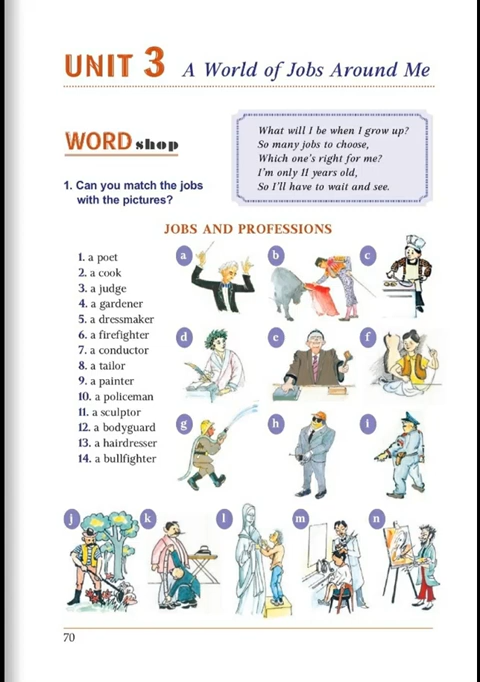 UNIT 3 A World of Jobs Around Me
WORD shop
What will I be when I grow up?
So many jobs to choose,
Which one's right for me?
I'm only 11 years old,
So I'll have to wait and see.
1. Can you match the jobs
with the pictures?
JOBS AND PROFESSIONS
1. a poet
2. a cook
3. a judge
4. a gardener
5. a dressmaker
6. a firefighter
7. a conductor
8. a tailor
9. a painter
10. a policeman
11. a sculptor
12. a bodyguard
13. a hairdresser
14. a bullfighter
a b c
d e f
g h i
j k l m n
70